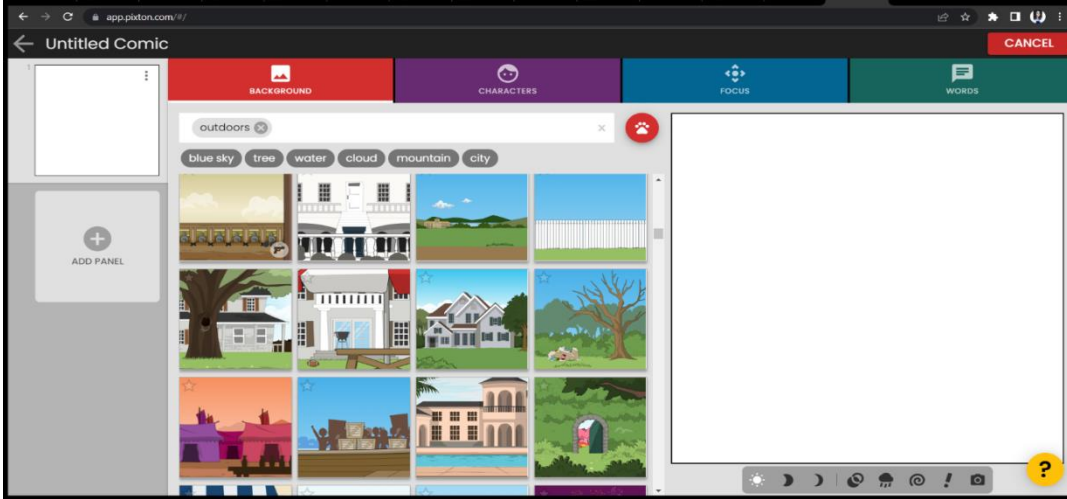 app.pixton.com/#/
Untitled Comic
CANCEL
1
BACKGROUND
CHARACTERS
FOCUS
WORDS
outdoors
blue sky tree water cloud mountain city
ADD PANEL
?